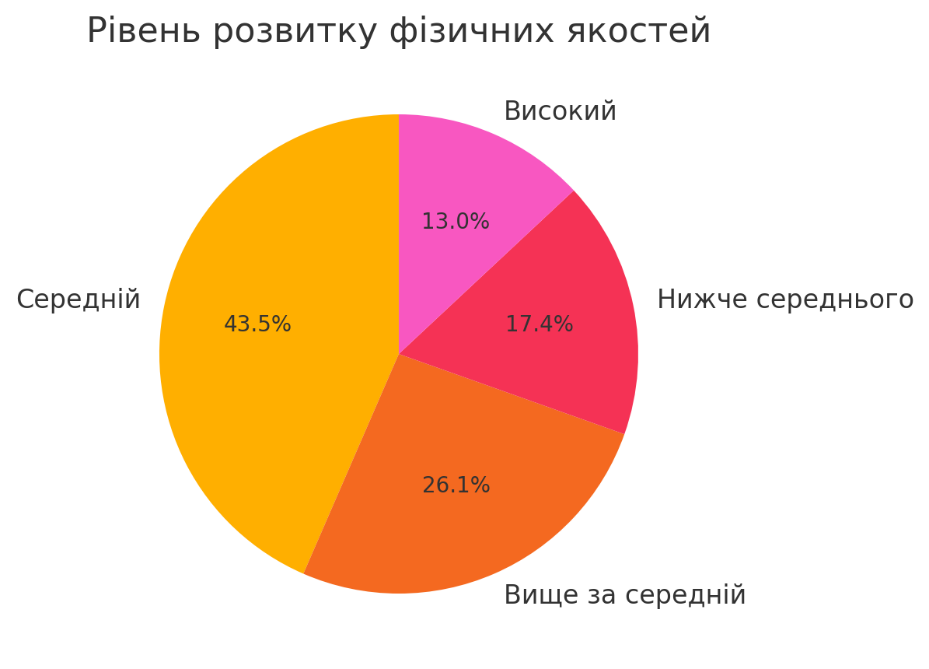 Рівень розвитку фізичних якостей
Високий
13.0%
Середній
Нижче середнього
43.5%
17.4%
26.1%
Вище за середній